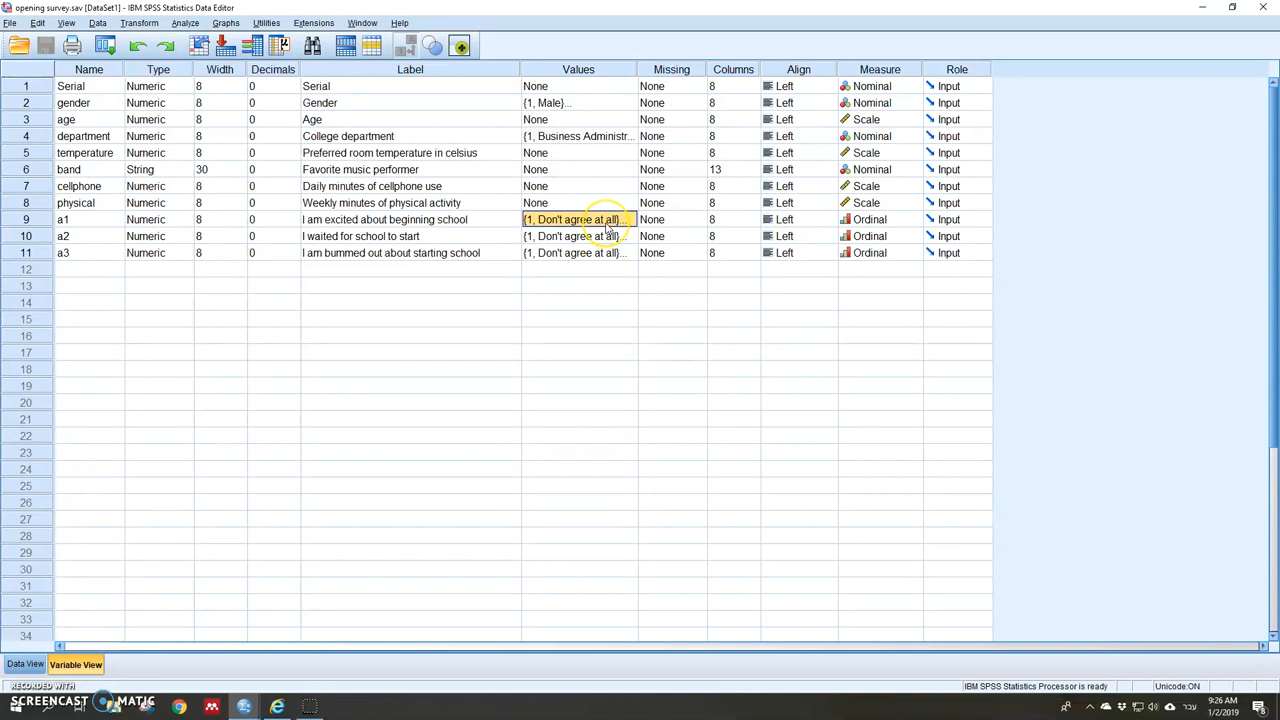 opening survey.sav [DataSet1] - IBM SPSS Statistics Data Editor
File Edit View Data Transform Analyze Graphs Utilities Extensions Window Help
Name Type Width Decimals Label Values Missing Columns Align Measure Role
1 Serial Numeric 8 0 Serial None None 8 Left Nominal Input
2 gender Numeric 8 0 Gender {1, Male}... None 8 Left Nominal Input
3 age Numeric 8 0 Age None None 8 Left Scale Input
4 department Numeric 8 0 College department {1, Business Administr... None 8 Left Nominal Input
5 temperature Numeric 8 0 Preferred room temperature in celsius None None 8 Left Scale Input
6 band String 30 0 Favorite music performer None None 13 Left Nominal Input
7 cellphone Numeric 8 0 Daily minutes of cellphone use None None 8 Left Scale Input
8 physical Numeric 8 0 Weekly minutes of physical activity None None 8 Left Scale Input
9 a1 Numeric 8 0 I am excited about beginning school {1, Don't agree at all}... None 8 Left Ordinal Input
10 a2 Numeric 8 0 I waited for school to start {1, Don't agree at all}... None 8 Left Ordinal Input
11 a3 Numeric 8 0 I am bummed out about starting school {1, Don't agree at all}... None 8 Left Ordinal Input
12
13
14
15
16
17
18
19
20
21
22
23
24
25
26
27
28
29
30
31
32
33
34
Data View Variable View
IBM SPSS Statistics Processor is ready Unicode:ON
RECORDED WITH
SCREENCAST MATIC
עבר 9:26 AM
1/2/2019
8